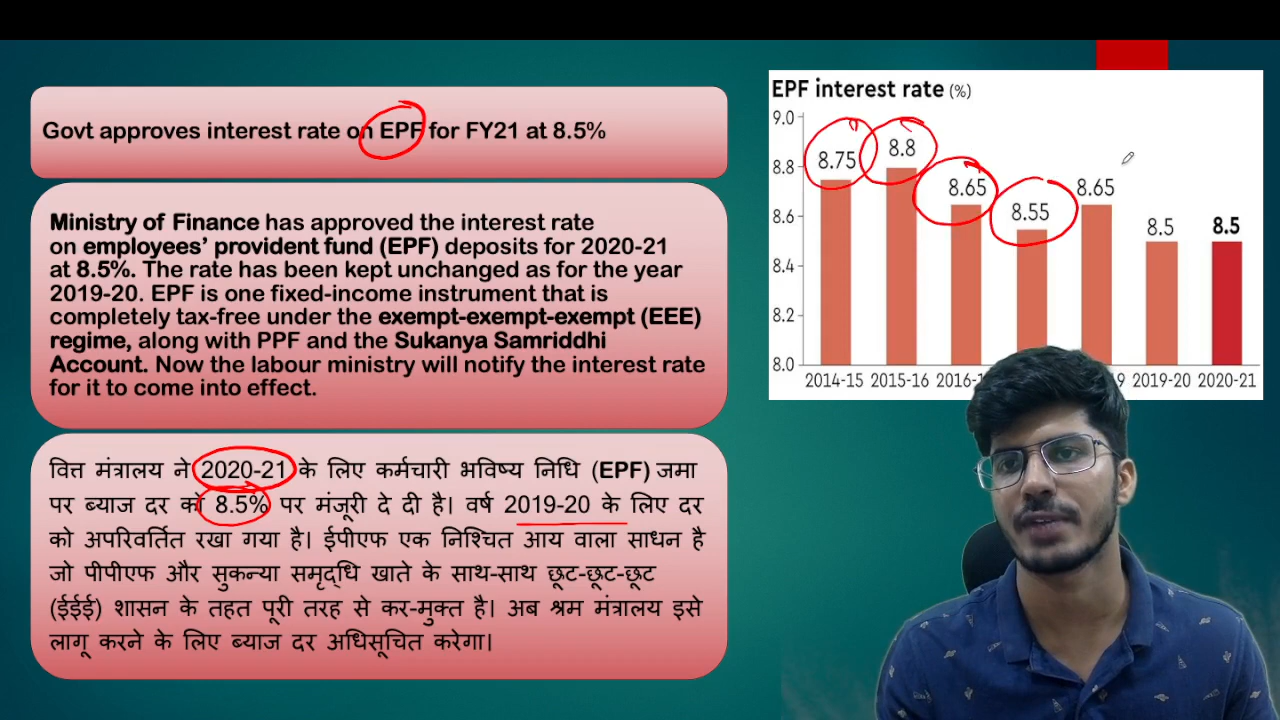 Govt approves interest rate on EPF for FY21 at 8.5%
Ministry of Finance has approved the interest rate
on employees' provident fund (EPF) deposits for 2020-21
at 8.5%. The rate has been kept unchanged as for the year
2019-20. EPF is one fixed-income instrument that is
completely tax-free under the exempt-exempt-exempt (EEE)
regime, along with PPF and the Sukanya Samriddhi
Account. Now the labour ministry will notify the interest rate
for it to come into effect.
वित्त मंत्रालय ने 2020-21 के लिए कर्मचारी भविष्य निधि (EPF) जमा
पर ब्याज दर को 8.5% पर मंजूरी दे दी है। वर्ष 2019-20 के लिए दर
को अपरिवर्तित रखा गया है। ईपीएफ एक निश्चित आय वाला साधन है
जो पीपीएफ और सुकन्या समृद्धि खाते के साथ-साथ छूट-छूट-छूट
(ईईई) शासन के तहत पूरी तरह से कर-मुक्त है। अब श्रम मंत्रालय इसे
लागू करने के लिए ब्याज दर अधिसूचित करेगा।
EPF interest rate (%)
9.0
8.8
8.6
8.4
8.2
8.0
8.75 8.8 8.65 8.55 8.65 8.5 8.5
2014-15 2015-16 2019-20 2020-21